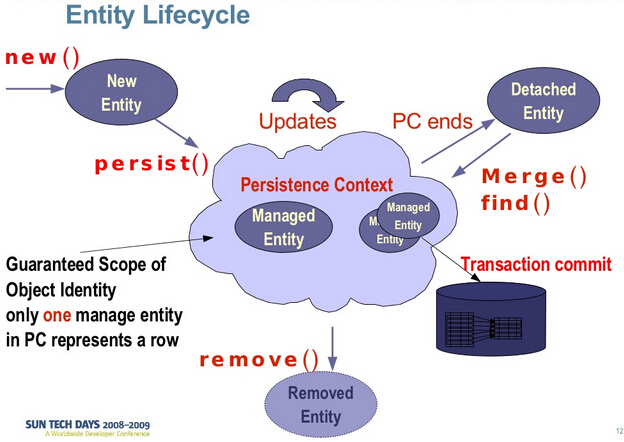 Entity Lifecycle
new()
New
Entity
Updates
PC ends
Detached
Entity
persist()
Persistence Context
Merge()
find()
Managed
Entity
Managed
Entity
Entity
Guaranteed Scope of
Object Identity
only one manage entity
in PC represents a row
Transaction commit
remove()
Removed
Entity
SUN TECH DAYS 2008–2009
A Worldwide Developer Conference
12